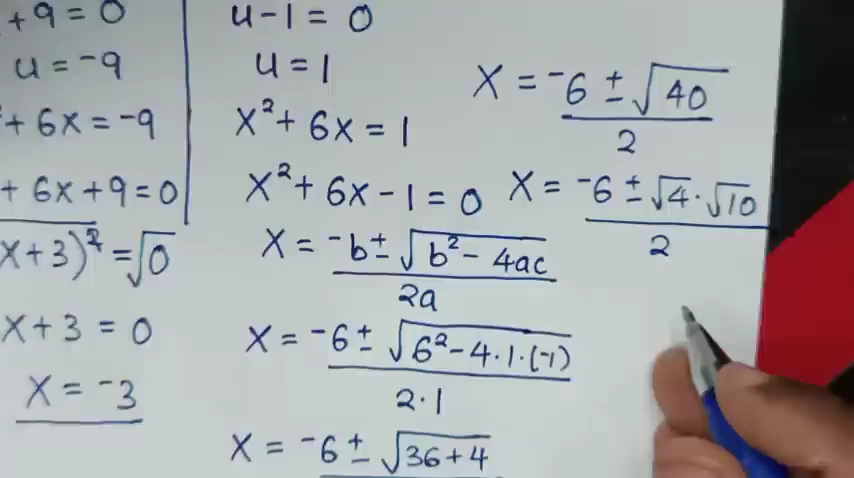 + 9 = 0
u = -9
+ 6x = -9
+ 6x + 9 = 0
x + 3)² = √0
x + 3 = 0
x = -3
u - 1 = 0
u = 1
x² + 6x = 1
x² + 6x - 1 = 0
x = -b ± √b² - 4ac
2a
x = -6 ± √6² - 4 · 1 · (-1)
2 · 1
x = -6 ± √36 + 4
x = -6 ± √40
2
x = -6 ± √4 · √10
2